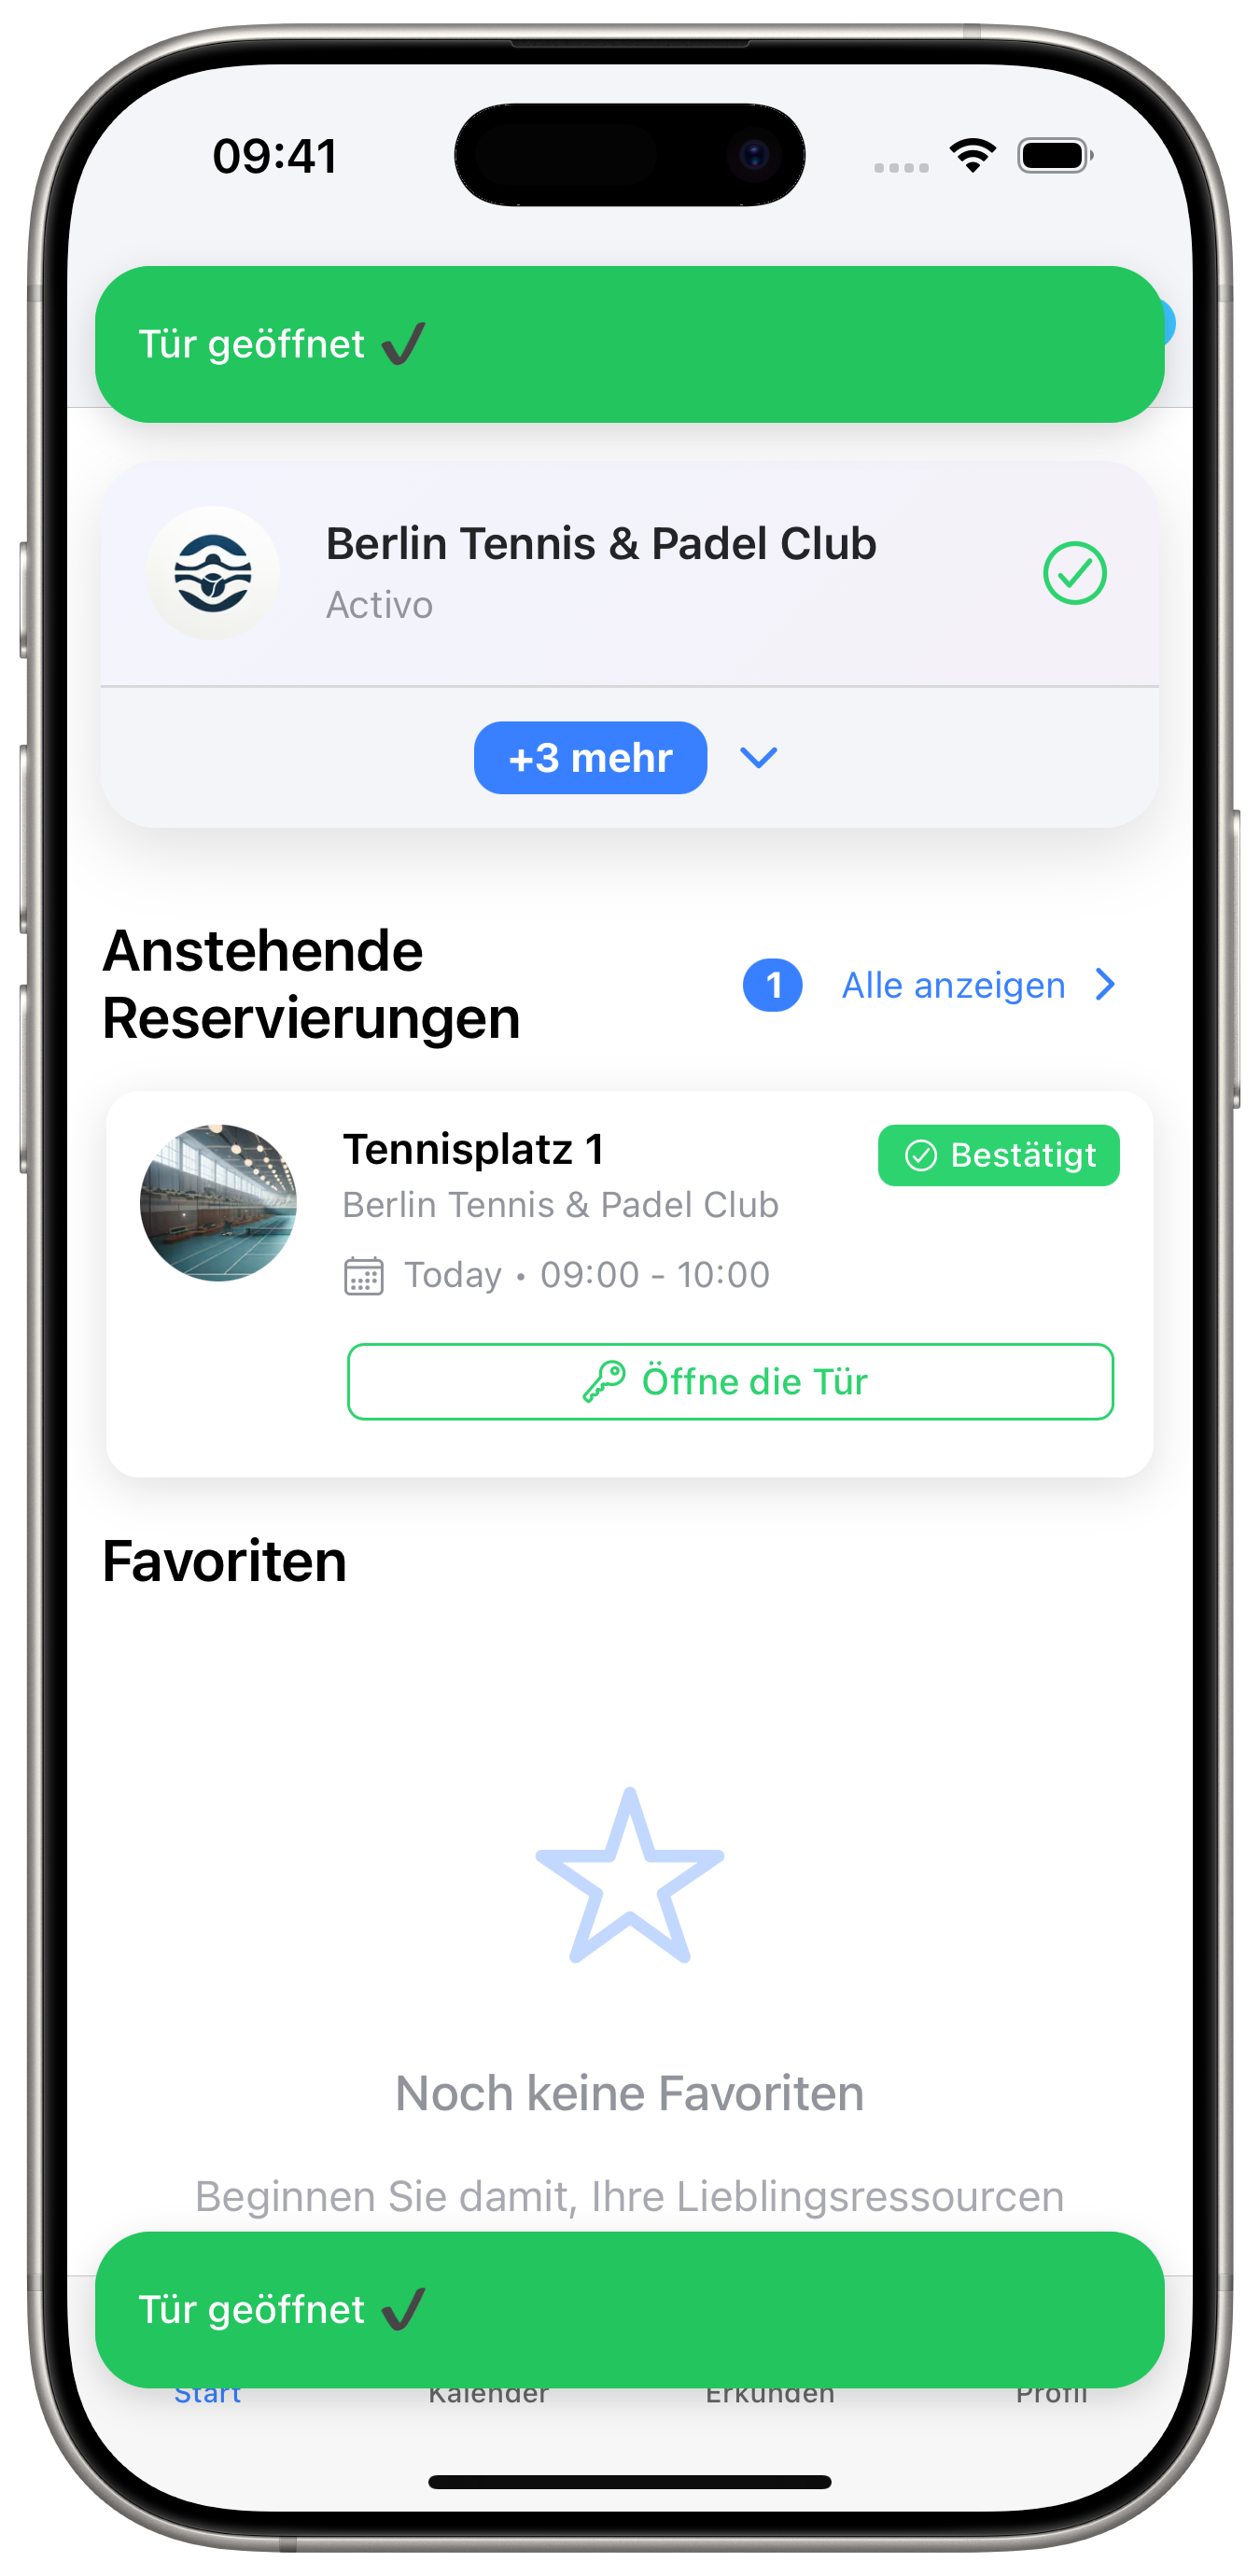 09:41
Tür geöffnet ✔
Berlin Tennis & Padel Club
Activo
+3 mehr
Anstehende
Reservierungen
1 Alle anzeigen
Tennisplatz 1
Bestätigt
Berlin Tennis & Padel Club
Today • 09:00 - 10:00
Öffne die Tür
Favoriten
Noch keine Favoriten
Beginnen Sie damit, Ihre Lieblingsressourcen
Tür geöffnet ✔
Start Kalender Erkunden Profil